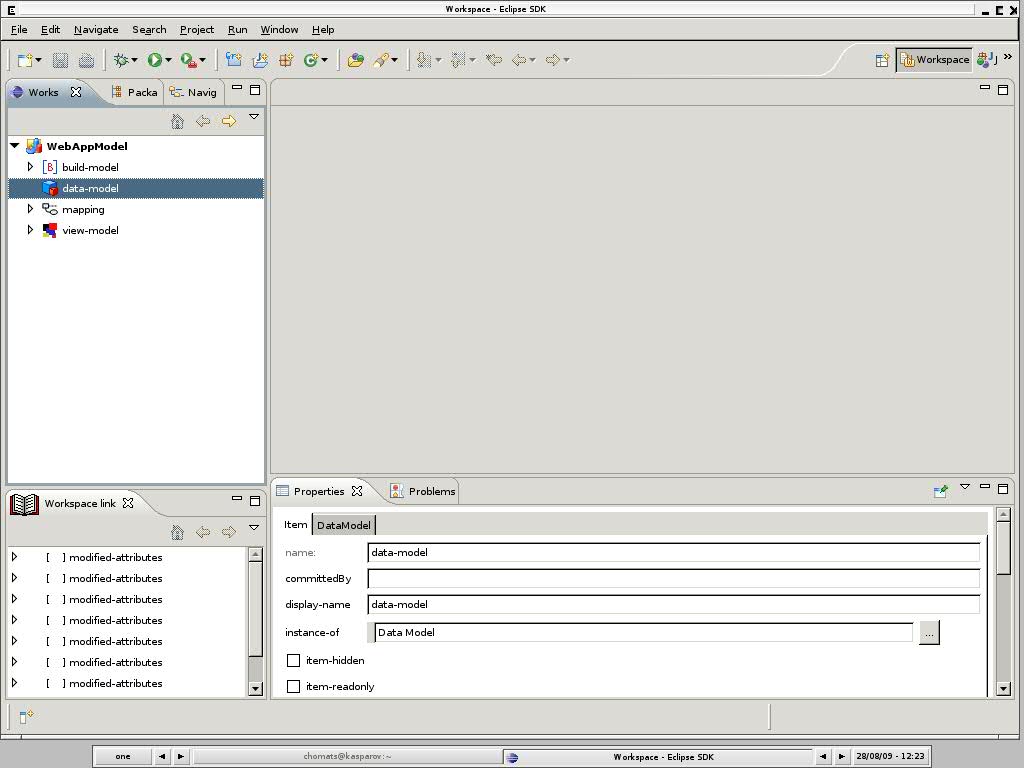 Workspace - Eclipse SDK
File Edit Navigate Search Project Run Window Help
Workspace J »
Works Packa Navig
WebAppModel
[B] build-model
data-model
mapping
view-model
Workspace link
[ ] modified-attributes
[ ] modified-attributes
[ ] modified-attributes
[ ] modified-attributes
[ ] modified-attributes
[ ] modified-attributes
[ ] modified-attributes
Properties Problems
Item DataModel
name: data-model
committedBy
display-name data-model
instance-of Data Model ...
item-hidden
item-readonly
one chomats@kasparov:~ Workspace - Eclipse SDK 28/08/09 - 12:23